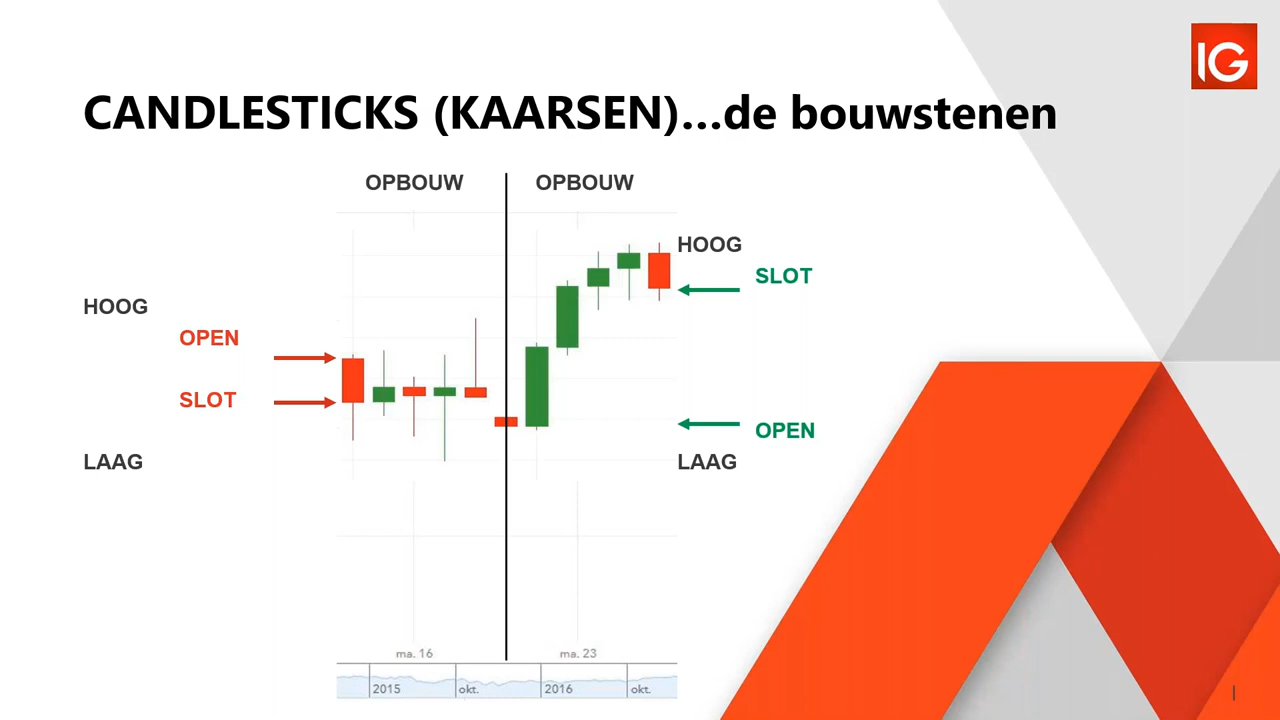 IG
CANDLESTICKS (KAARSEN)...de bouwstenen
OPBOUW
OPBOUW
HOOG
SLOT
HOOG
OPEN
SLOT
OPEN
LAAG
LAAG
ma. 16
ma. 23
2015
okt.
2016
okt.